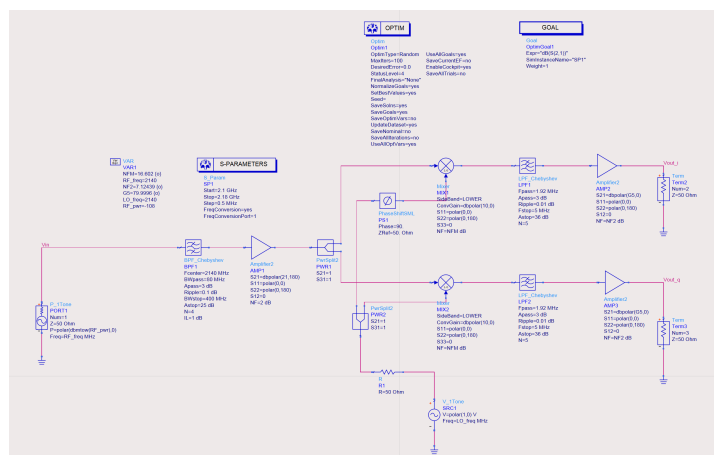 OPTIM
GOAL
Optim
Optim1
OptimType=Random
MaxIters=100
DesiredError=0.0
StatusLevel=4
FinalAnalysis="None"
NormalizeGoals=yes
SetBestValues=yes
Seed=
SaveSolns=yes
SaveGoals=yes
SaveOptimVars=no
UpdateDataset=yes
SaveNominal=no
SaveAllIterations=no
UseAllOptVars=yes
UseAllGoals=yes
SaveCurrentEF=no
EnableCockpit=yes
SaveAllTrials=no
Goal
OptimGoal1
Expr="dB(S(2,1))"
SimInstanceName="SP1"
Weight=1
VAR
VAR1
NFM=16.602 {o}
RF_freq=2140
NF2=7.12439 {o}
G5=79.9996 {o}
LO_freq=2140
RF_pwr=-108
S-PARAMETERS
S_Param
SP1
Start=2.1 GHz
Stop=2.18 GHz
Step=0.5 MHz
FreqConversion=yes
FreqConversionPort=1
Mixer
MIX1
SideBand=LOWER
ConvGain=dbpolar(10,0)
S11=polar(0,0)
S22=polar(0,180)
S33=0
NF=NFM dB
LPF_Chebyshev
LPF1
Fpass=1.92 MHz
Apass=3 dB
Ripple=0.01 dB
Fstop=5 MHz
Astop=36 dB
N=5
Amplifier2
AMP2
S21=dbpolar(G5,0)
S11=polar(0,0)
S22=polar(0,180)
S12=0
NF=NF2 dB
Vout_i
Term
Term2
Num=2
Z=50 Ohm
PhaseShiftSML
PS1
Phase=90.
ZRef=50. Ohm
Vin
BPF_Chebyshev
BPF1
Fcenter=2140 MHz
BWpass=80 MHz
Apass=3 dB
Ripple=0.1 dB
BWstop=400 MHz
Astop=25 dB
N=4
IL=1 dB
Amplifier2
AMP1
S21=dbpolar(21,180)
S11=polar(0,0)
S22=polar(0,180)
S12=0
NF=2 dB
PwrSplit2
PWR1
S21=1
S31=1
Mixer
MIX2
SideBand=LOWER
ConvGain=dbpolar(10,0)
S11=polar(0,0)
S22=polar(0,180)
S33=0
NF=NFM dB
LPF_Chebyshev
LPF2
Fpass=1.92 MHz
Apass=3 dB
Ripple=0.01 dB
Fstop=5 MHz
Astop=36 dB
N=5
Amplifier2
AMP3
S21=dbpolar(G5,0)
S11=polar(0,0)
S22=polar(0,180)
S12=0
NF=NF2 dB
Vout_q
Term
Term3
Num=3
Z=50 Ohm
P_1Tone
PORT1
Num=1
Z=50 Ohm
P=polar(dbmtow(RF_pwr),0)
Freq=RF_freq MHz
PwrSplit2
PWR2
S21=1
S31=1
R
R1
R=50 Ohm
V_1Tone
SRC1
V=polar(1,0) V
Freq=LO_freq MHz